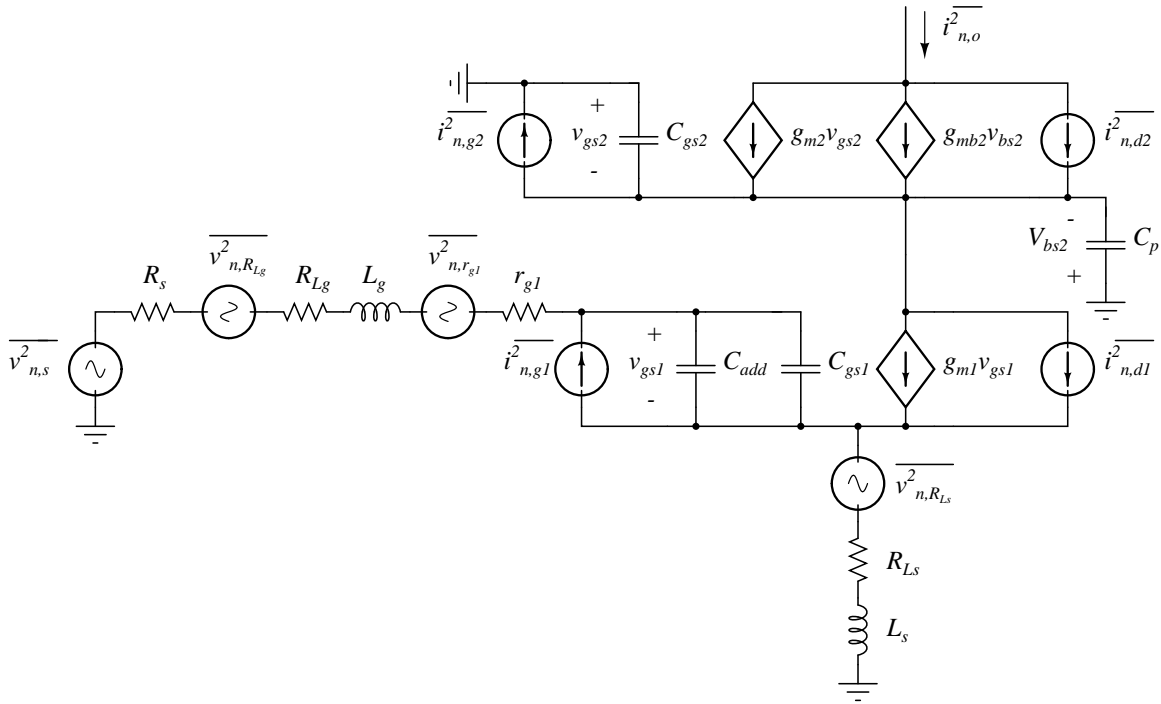 i²n,o
i²n,g2
+
vgs2
-
Cgs2
gm2vgs2
gmb2vbs2
i²n,d2
-
Vbs2
+
Cp
Rs
v²n,RLg
RLg
Lg
v²n,rg1
rg1
v²n,s
i²n,g1
+
vgs1
-
Cadd
Cgs1
gm1vgs1
i²n,d1
v²n,RLs
RLs
Ls